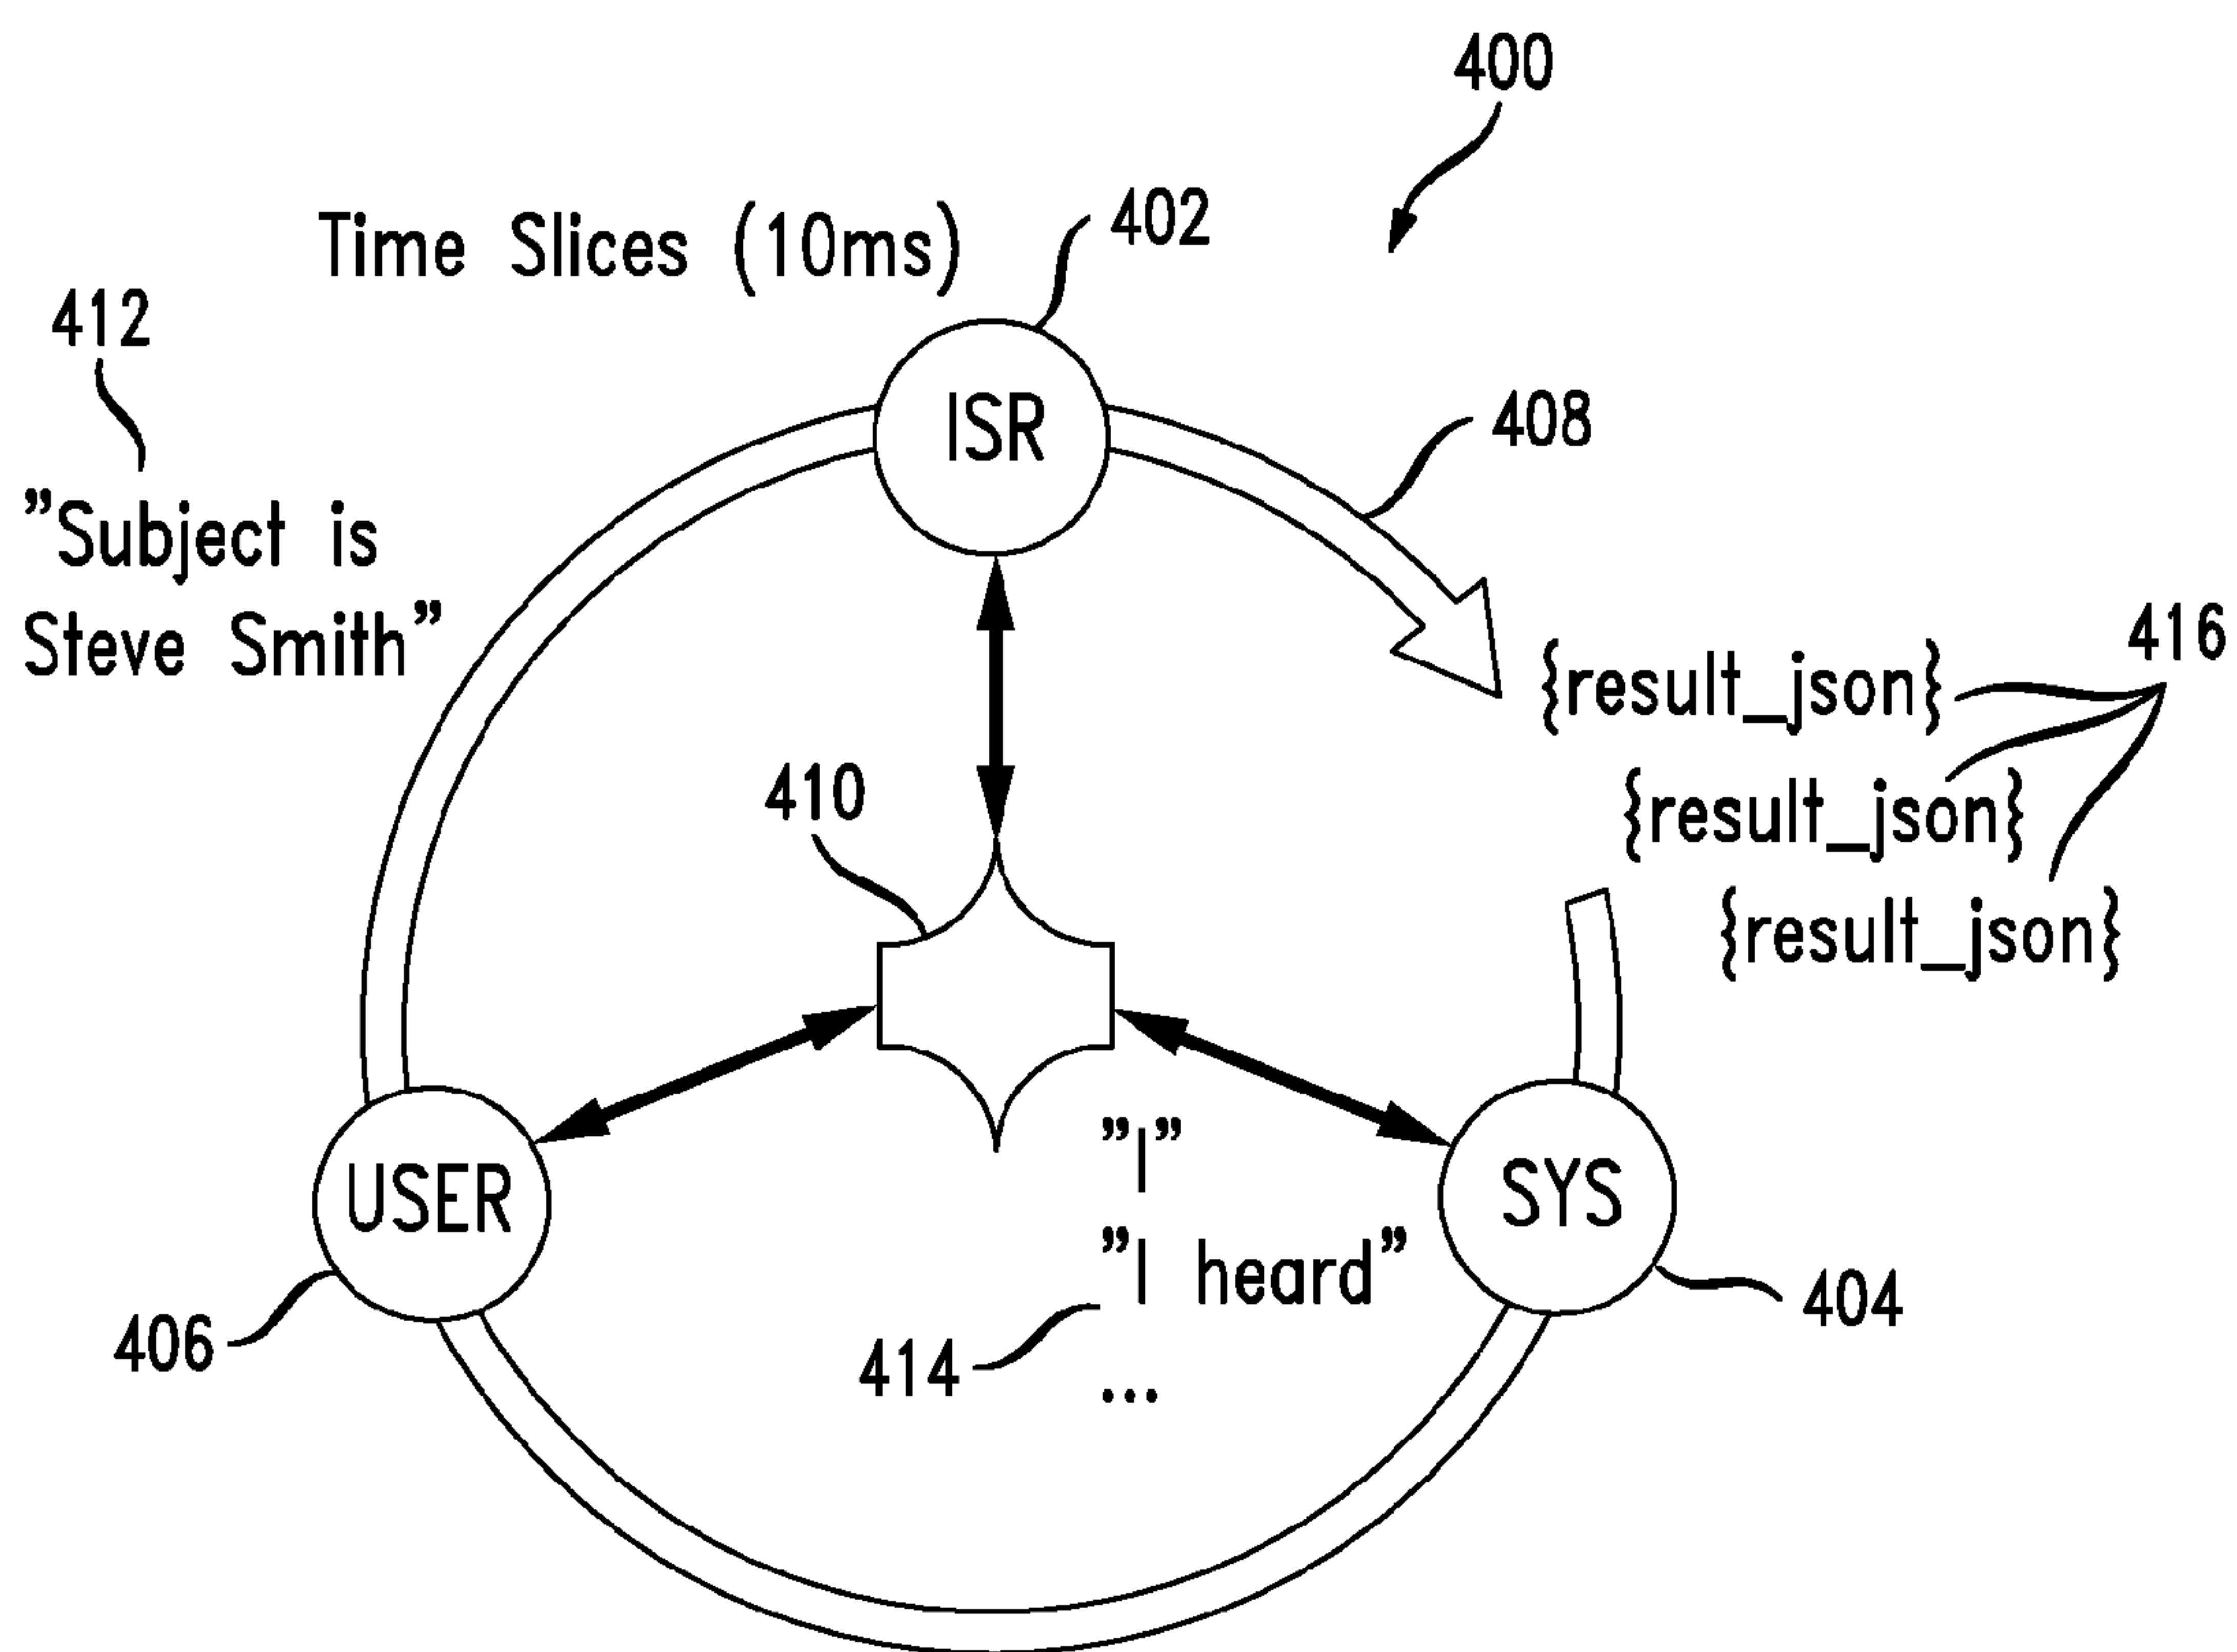 400
Time Slices (10ms)
402
412
408
"Subject is
Steve Smith"
ISR
416
{result_json}
{result_json}
{result_json}
410
"I"
USER
SYS
"I heard"
406
404
414
...